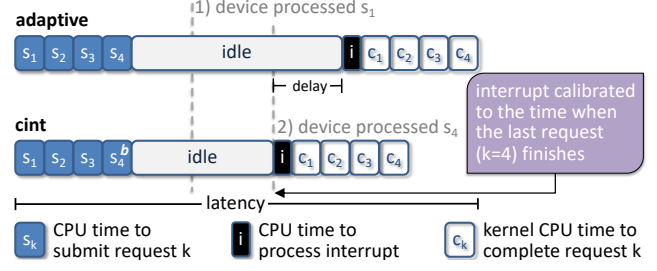 1) device processed s1
adaptive
s1 s2 s3 s4 idle i c1 c2 c3 c4
delay
interrupt calibrated
to the time when
the last request
(k=4) finishes
cint
2) device processed s4
s1 s2 s3 s4b idle i c1 c2 c3 c4
latency
sk CPU time to
submit request k
i CPU time to
process interrupt
ck kernel CPU time to
complete request k